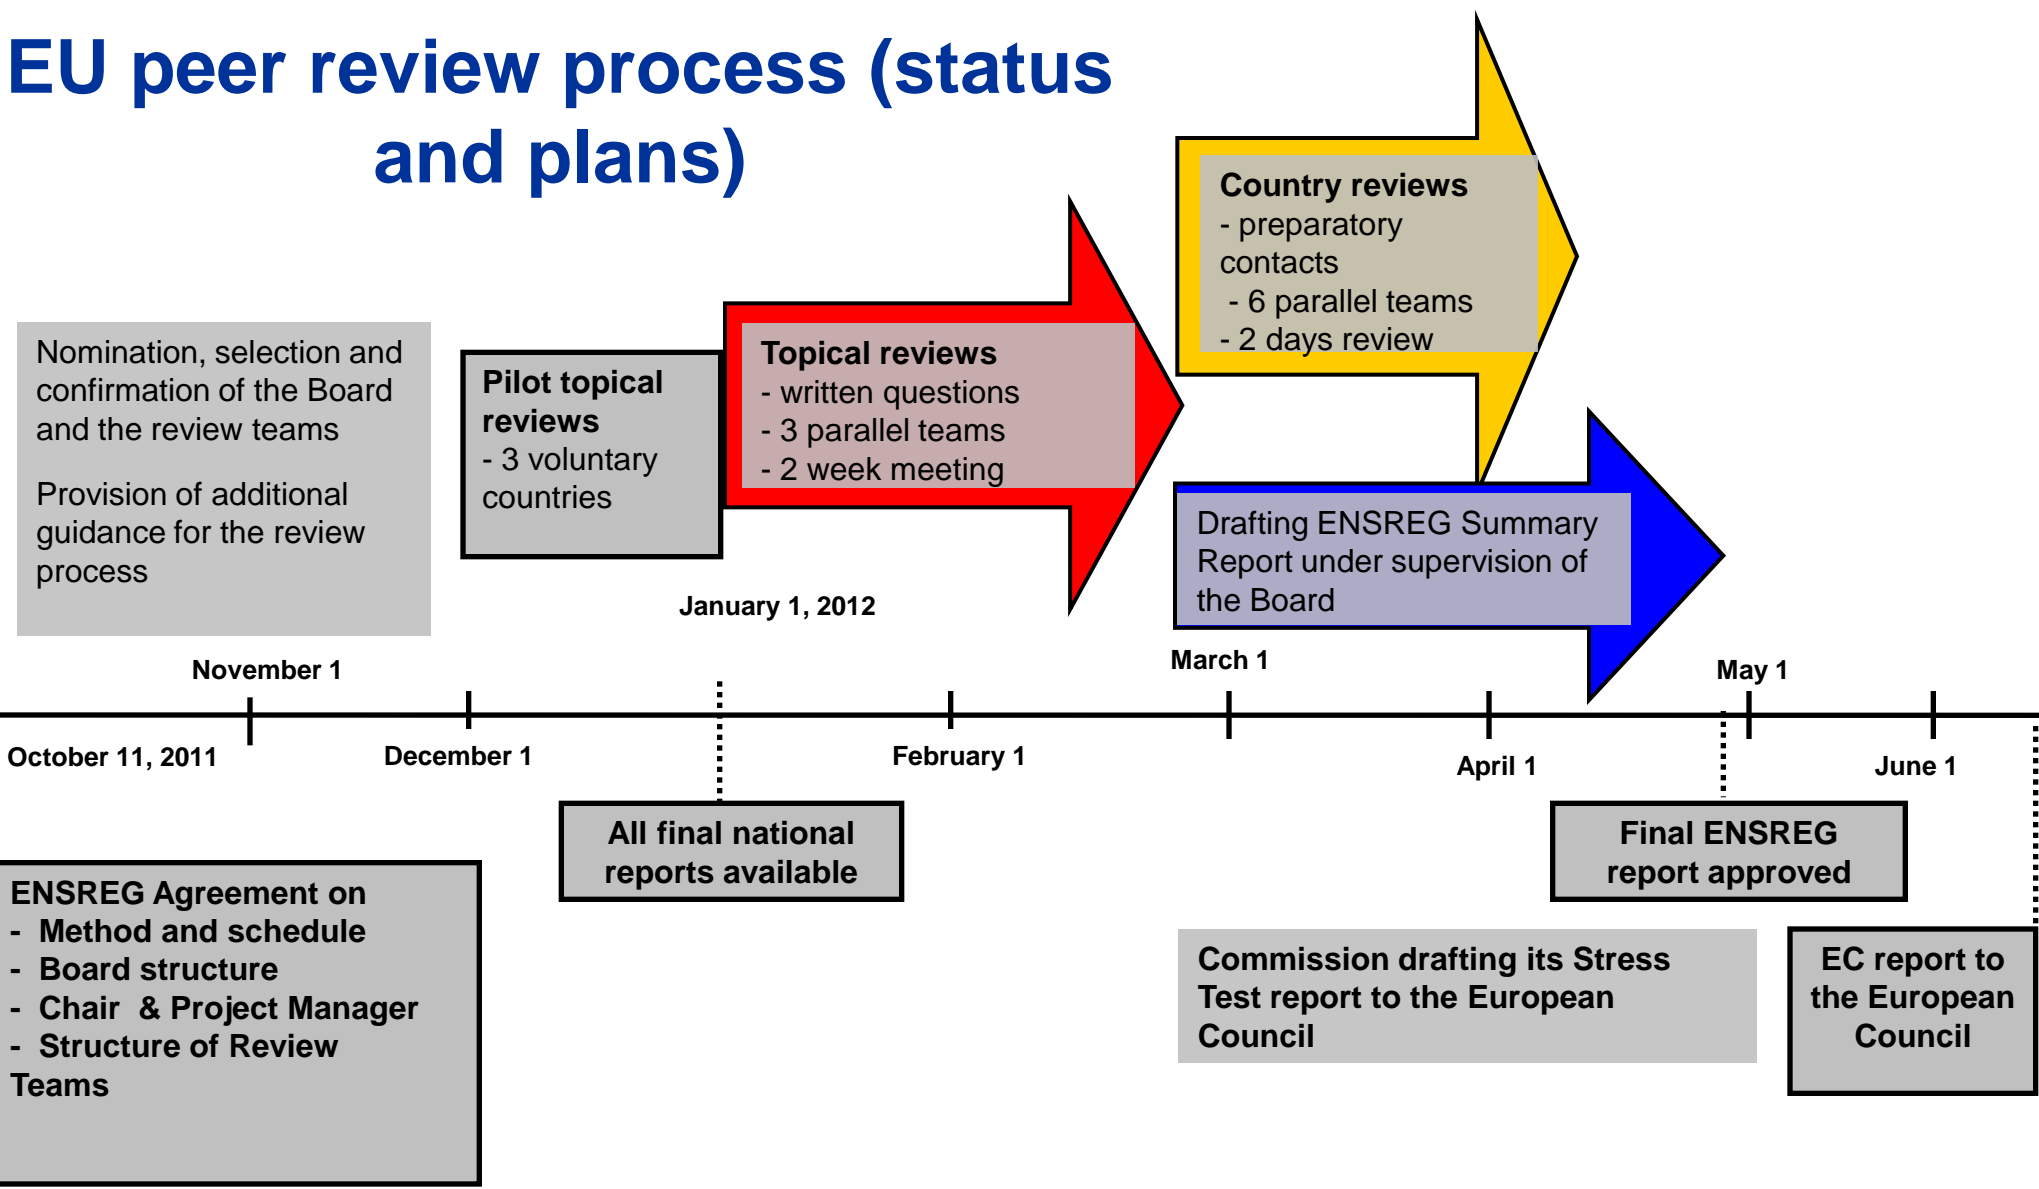 EU peer review process (status
and plans)
Country reviews
- preparatory
contacts
- 6 parallel teams
- 2 days review
Nomination, selection and
confirmation of the Board
and the review teams
Provision of additional
guidance for the review
process
Pilot topical
reviews
- 3 voluntary
countries
Topical reviews
- written questions
- 3 parallel teams
- 2 week meeting
Drafting ENSREG Summary
Report under supervision of
the Board
January 1, 2012
November 1
March 1
May 1
October 11, 2011
December 1
February 1
April 1
June 1
All final national
reports available
Final ENSREG
report approved
ENSREG Agreement on
- Method and schedule
- Board structure
- Chair & Project Manager
- Structure of Review
Teams
Commission drafting its Stress
Test report to the European
Council
EC report to
the European
Council